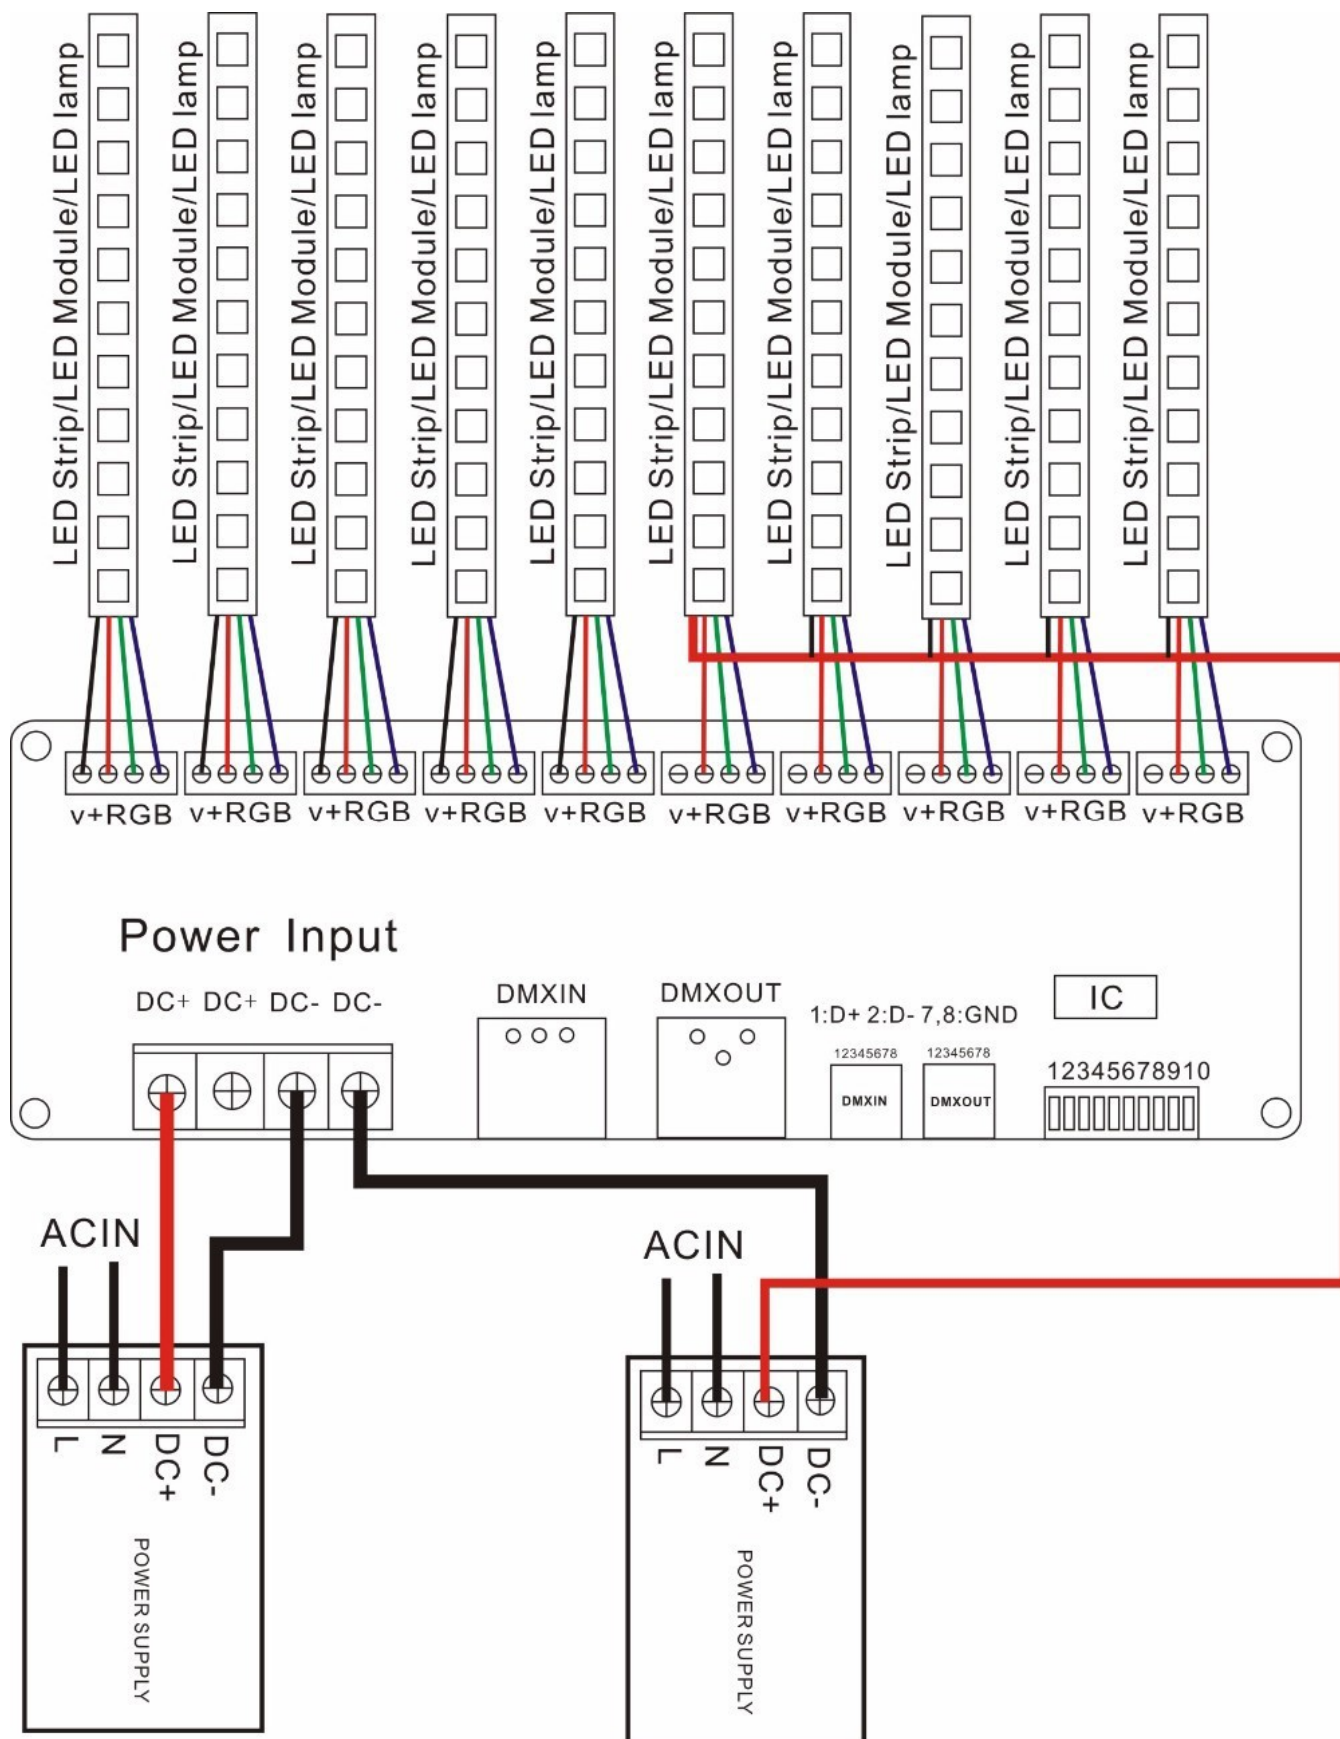 LED Strip/LED Module/LED lamp
LED Strip/LED Module/LED lamp
LED Strip/LED Module/LED lamp
LED Strip/LED Module/LED lamp
LED Strip/LED Module/LED lamp
LED Strip/LED Module/LED lamp
LED Strip/LED Module/LED lamp
LED Strip/LED Module/LED lamp
LED Strip/LED Module/LED lamp
LED Strip/LED Module/LED lamp
v+RGB v+RGB v+RGB v+RGB v+RGB v+RGB v+RGB v+RGB v+RGB v+RGB
Power Input
DC+ DC+ DC- DC-
DMXIN
DMXOUT
1:D+ 2:D- 7,8:GND
IC
12345678 12345678
DMXIN DMXOUT
12345678910
ACIN
L N DC+ DC-
POWER SUPPLY
ACIN
L N DC+ DC-
POWER SUPPLY